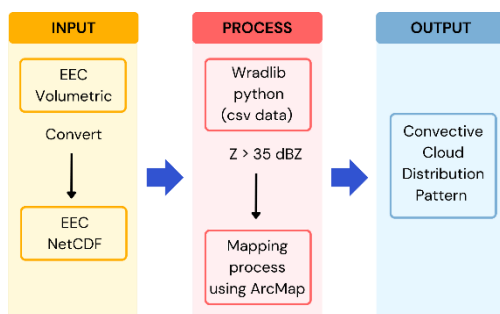 INPUT
EEC
Volumetric
Convert
EEC
NetCDF
PROCESS
Wradlib
python
(csv data)
Z > 35 dBZ
Mapping
process
using ArcMap
OUTPUT
Convective
Cloud
Distribution
Pattern